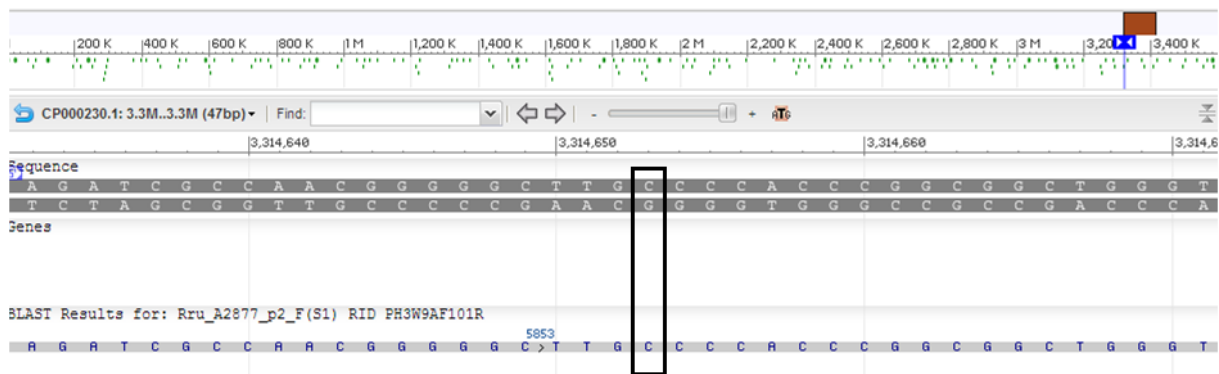 200 K 400 K 600 K 800 K 1 M 1,200 K 1,400 K 1,600 K 1,800 K 2 M 2,200 K 2,400 K 2,600 K 2,800 K 3 M 3,20 3,400 K
CP000230.1: 3.3M..3.3M (47bp) Find: - + ATG
3,314,640 3,314,650 3,314,660 3,314,6
Sequence
A G A T C G C C A A C G G G G G C T T G C C C C A C C C G G C G G C T G G G T
T C T A G C G G T T G C C C C C G A A C G G G G T G G G C C G C C G A C C C A
Genes
BLAST Results for: Rru_A2877_p2_F(S1) RID PH3W9AF101R
5853
A G A T C G C C A A C G G G G G C > T T G C C C C A C C C G G C G G C T G G G T